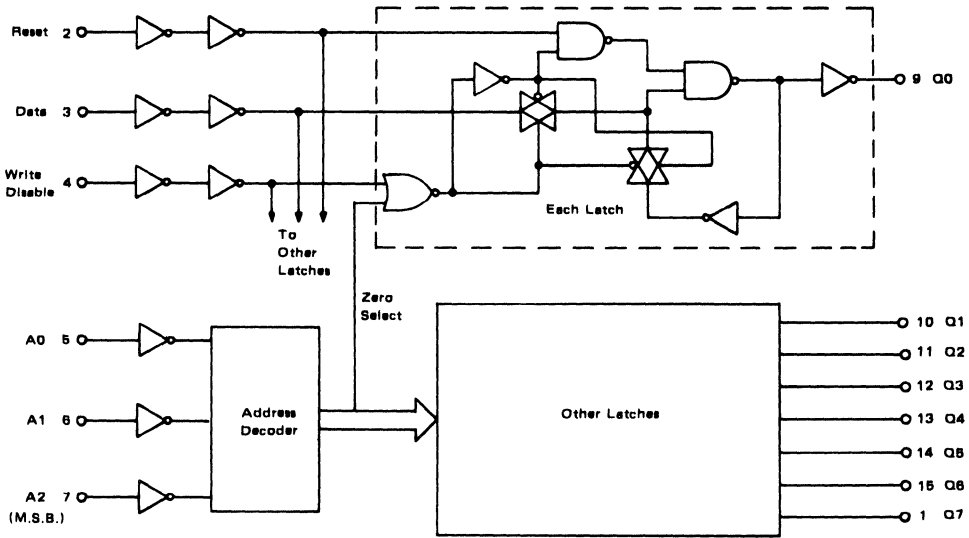 Reset 2
9 Q0
Data 3
Write
Disable 4
Each Latch
To
Other
Latches
Zero
Select
A0 5
A1 6
A2 7
(M.S.B.)
Address
Decoder
Other Latches
10 Q1
11 Q2
12 Q3
13 Q4
14 Q5
15 Q6
1 Q7